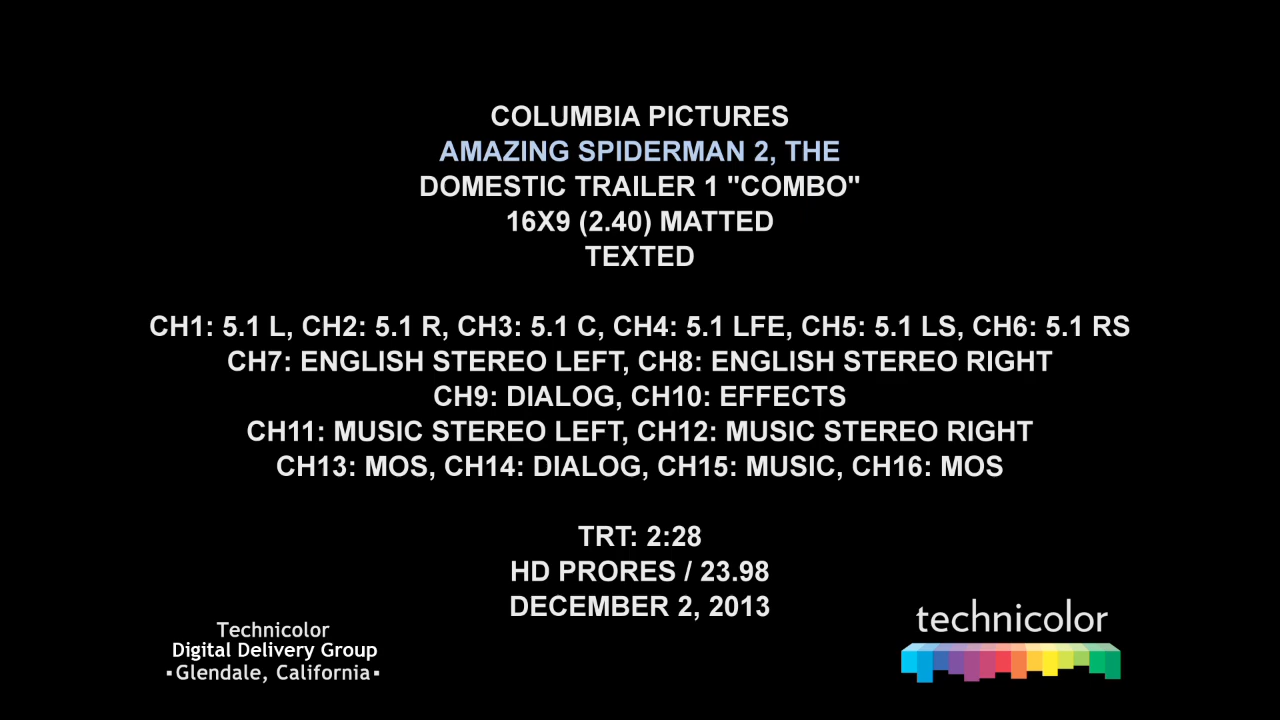 COLUMBIA PICTURES
AMAZING SPIDERMAN 2, THE
DOMESTIC TRAILER 1 "COMBO"
16X9 (2.40) MATTED
TEXTED
CH1: 5.1 L, CH2: 5.1 R, CH3: 5.1 C, CH4: 5.1 LFE, CH5: 5.1 LS, CH6: 5.1 RS
CH7: ENGLISH STEREO LEFT, CH8: ENGLISH STEREO RIGHT
CH9: DIALOG, CH10: EFFECTS
CH11: MUSIC STEREO LEFT, CH12: MUSIC STEREO RIGHT
CH13: MOS, CH14: DIALOG, CH15: MUSIC, CH16: MOS
TRT: 2:28
HD PRORES / 23.98
DECEMBER 2, 2013
Technicolor
Digital Delivery Group
▪Glendale, California▪
technicolor